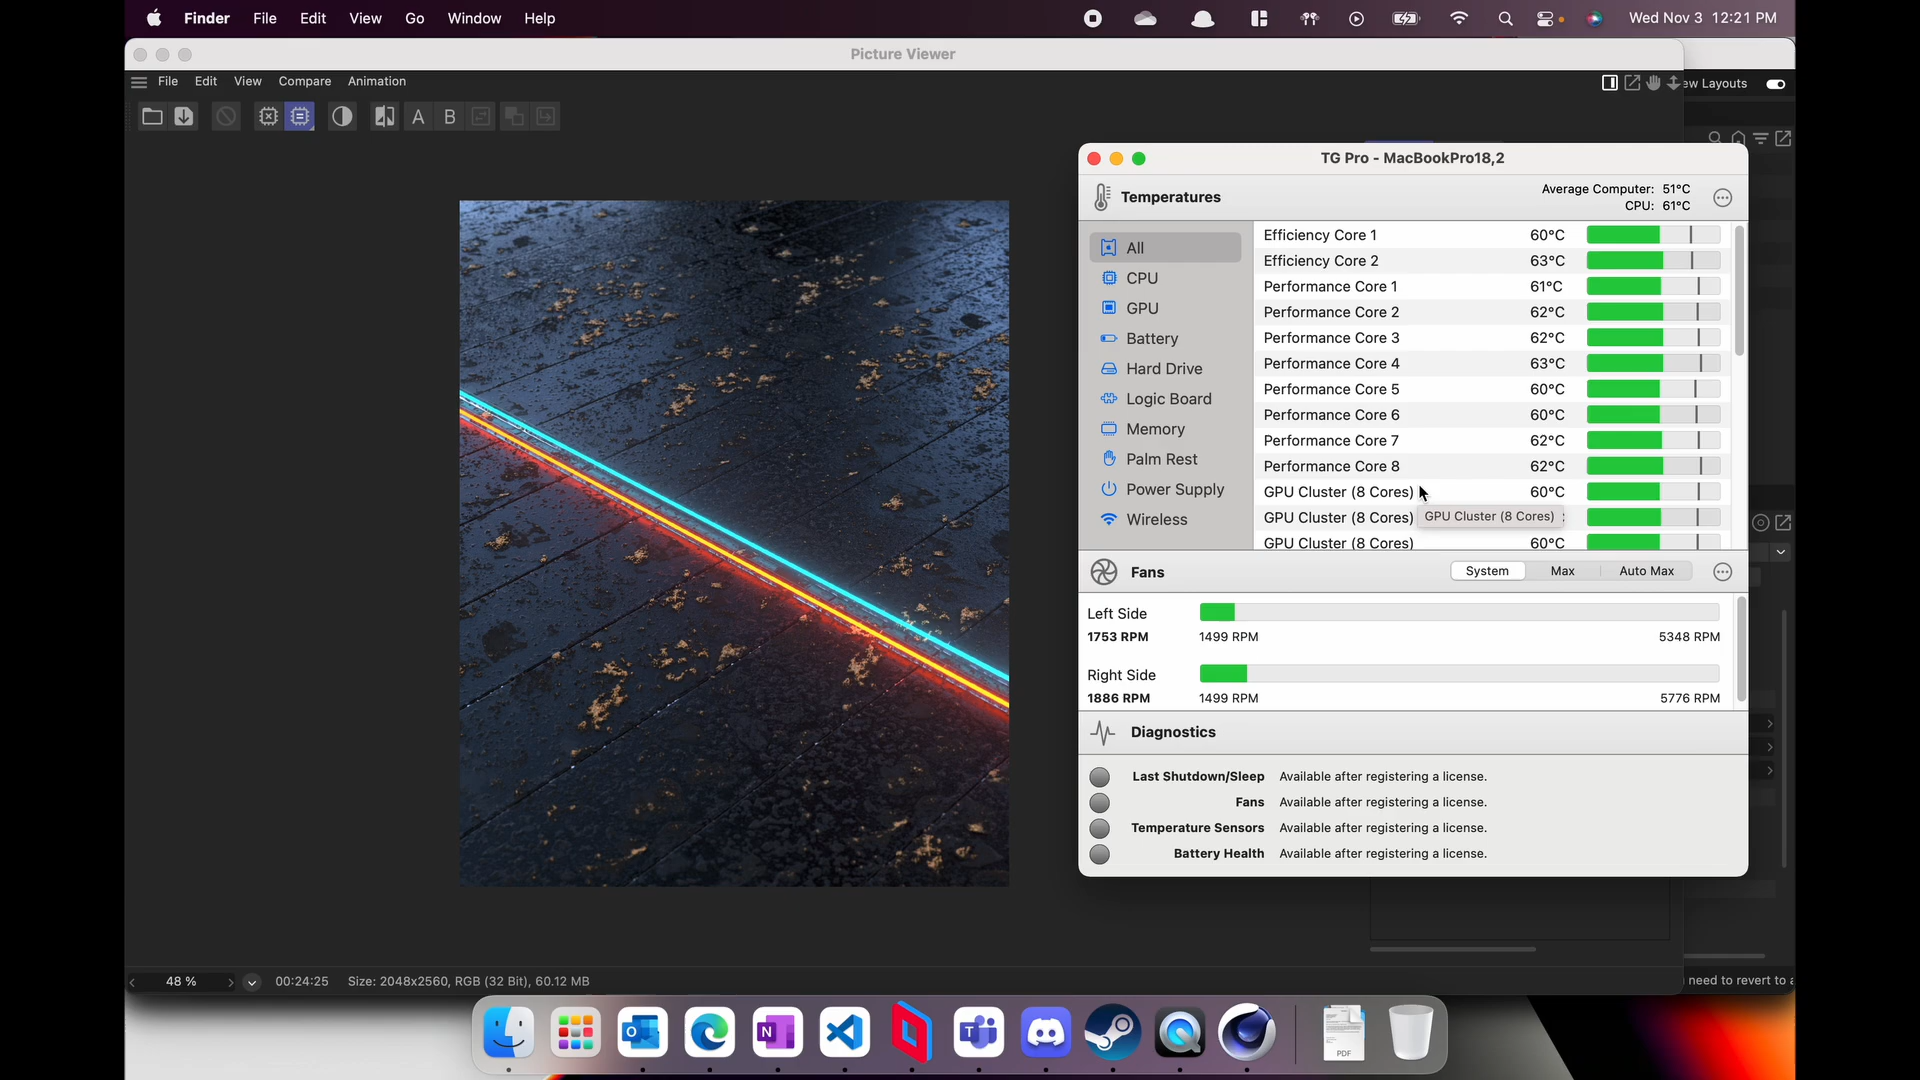 Finder File Edit View Go Window Help
Wed Nov 3 12:21 PM
Picture Viewer
File Edit View Compare Animation
ew Layouts
A B
TG Pro - MacBookPro18,2
Temperatures
Average Computer: 51°C
CPU: 61°C
All
CPU
GPU
Battery
Hard Drive
Logic Board
Memory
Palm Rest
Power Supply
Wireless
Efficiency Core 1 60°C
Efficiency Core 2 63°C
Performance Core 1 61°C
Performance Core 2 62°C
Performance Core 3 62°C
Performance Core 4 63°C
Performance Core 5 60°C
Performance Core 6 60°C
Performance Core 7 62°C
Performance Core 8 62°C
GPU Cluster (8 Cores) 60°C
GPU Cluster (8 Cores)
GPU Cluster (8 Cores)
GPU Cluster (8 Cores) 60°C
Fans
System Max Auto Max
Left Side
1753 RPM 1499 RPM 5348 RPM
Right Side
1886 RPM 1499 RPM 5776 RPM
Diagnostics
Last Shutdown/Sleep Available after registering a license.
Fans Available after registering a license.
Temperature Sensors Available after registering a license.
Battery Health Available after registering a license.
48 % 00:24:25 Size: 2048x2560, RGB (32 Bit), 60.12 MB
need to revert to a
N
PDF